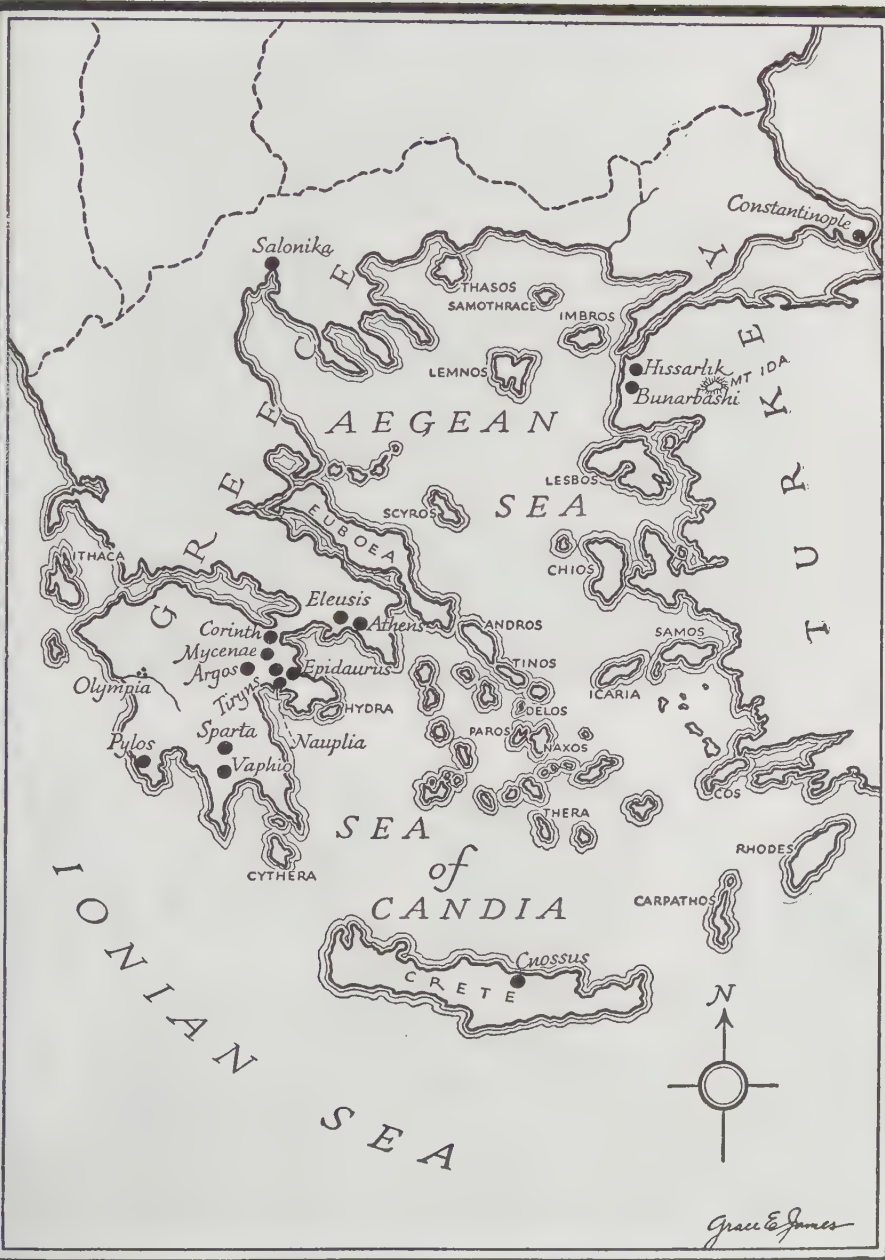 Constantinople
Salonika
THASOS
SAMOTHRACE
IMBROS
LEMNOS
Hissarlik
MT IDA
Bunarbashi
AEGEAN
SEA
GREECE
TURKEY
LESBOS
SCYROS
EUBOEA
CHIOS
ITHACA
Eleusis
Athens
Corinth
ANDROS
SAMOS
Mycenae
Argos
Epidaurus
TINOS
ICARIA
Olympia
Tiryns
HYDRA
DELOS
Sparta
Nauplia
PAROS
NAXOS
Pylos
Vaphio
COS
THERA
SEA
of
CANDIA
RHODES
CYTHERA
CARPATHOS
IONIAN SEA
Cnossus
CRETE
N
Grace E James